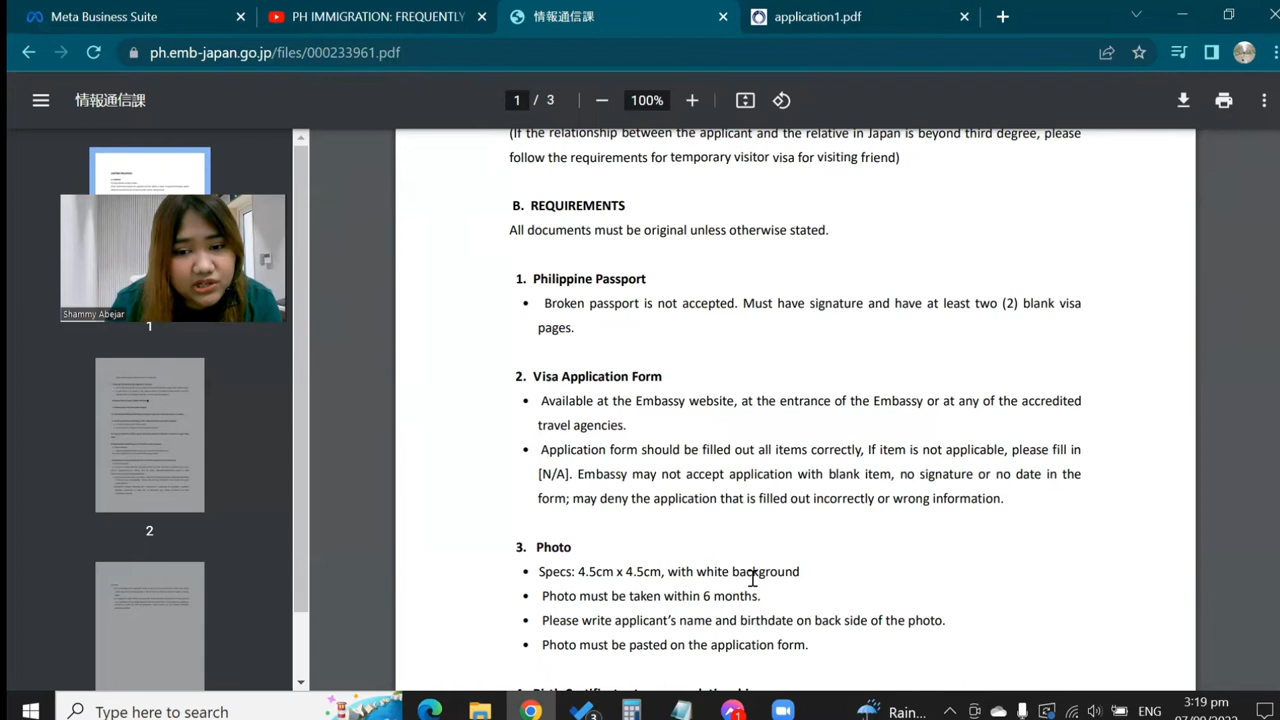 Meta Business Suite
PH IMMIGRATION: FREQUENTLY
情報通信課
application1.pdf
ph.emb-japan.go.jp/files/000233961.pdf
情報通信課
1 / 3
100%
(If the relationship between the applicant and the relative in Japan is beyond third degree, please
follow the requirements for temporary visitor visa for visiting friend)
B. REQUIREMENTS
All documents must be original unless otherwise stated.
1. Philippine Passport
• Broken passport is not accepted. Must have signature and have at least two (2) blank visa
pages.
2. Visa Application Form
• Available at the Embassy website, at the entrance of the Embassy or at any of the accredited
travel agencies.
• Application form should be filled out all items correctly, If item is not applicable, please fill in
[N/A]. Embassy may not accept application with blank item, no signature or no date in the
form; may deny the application that is filled out incorrectly or wrong information.
3. Photo
• Specs: 4.5cm x 4.5cm, with white background
• Photo must be taken within 6 months.
• Please write applicant's name and birthdate on back side of the photo.
• Photo must be pasted on the application form.
Shammy Abejar
1
2
Type here to search
3
1
Rain...
ENG
3:19 pm